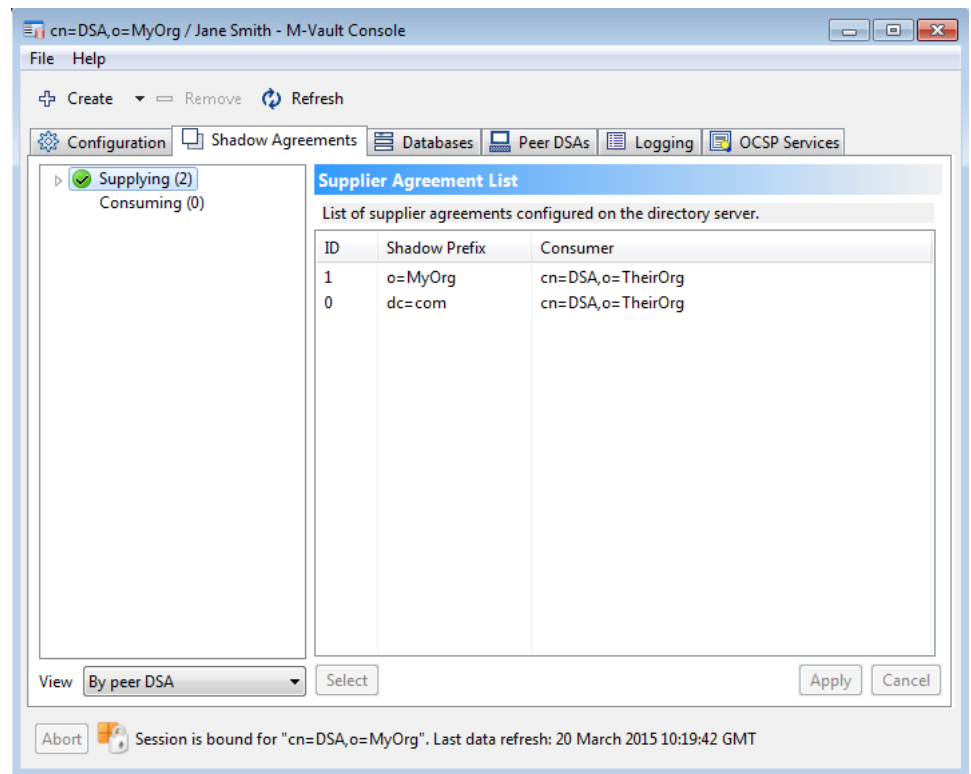 cn=DSA,o=MyOrg / Jane Smith - M-Vault Console
File Help
Create Remove Refresh
Configuration Shadow Agreements Databases Peer DSAs Logging OCSP Services
Supplying (2)
Consuming (0)
Supplier Agreement List
List of supplier agreements configured on the directory server.
ID Shadow Prefix Consumer
1 o=MyOrg cn=DSA,o=TheirOrg
0 dc=com cn=DSA,o=TheirOrg
View By peer DSA Select Apply Cancel
Abort Session is bound for "cn=DSA,o=MyOrg". Last data refresh: 20 March 2015 10:19:42 GMT